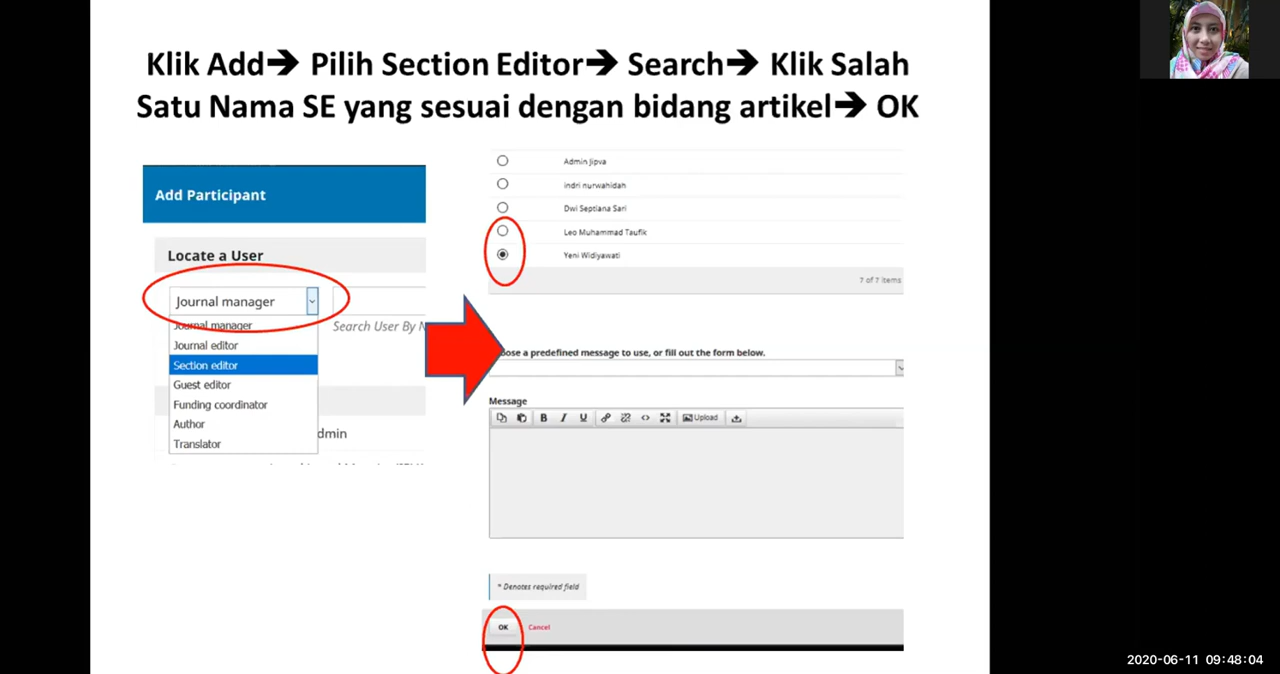 Klik Add➔ Pilih Section Editor➔ Search➔ Klik Salah
Satu Nama SE yang sesuai dengan bidang artikel➔ OK
Add Participant
Locate a User
Journal manager
Search User By N
Journal manager
Journal editor
Section editor
Guest editor
Funding coordinator
Author
Translator
dmin
Admin Jipva
indri nurwahidah
Dwi Septiana Sari
Leo Muhammad Taufik
Yeni Widiyawati
7 of 7 items
ose a predefined message to use, or fill out the form below.
Message
B I U <> Upload
* Denotes required field
OK Cancel
2020-06-11 09:48:04